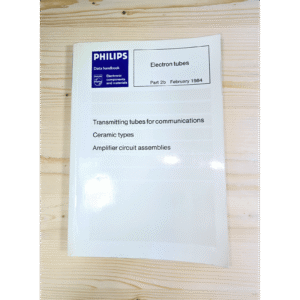 PHILIPS
Data handbook
Electronic
components
and materials
Electron tubes
Part 2b February 1984
Transmitting tubes for communications
Ceramic types
Amplifier circuit assemblies